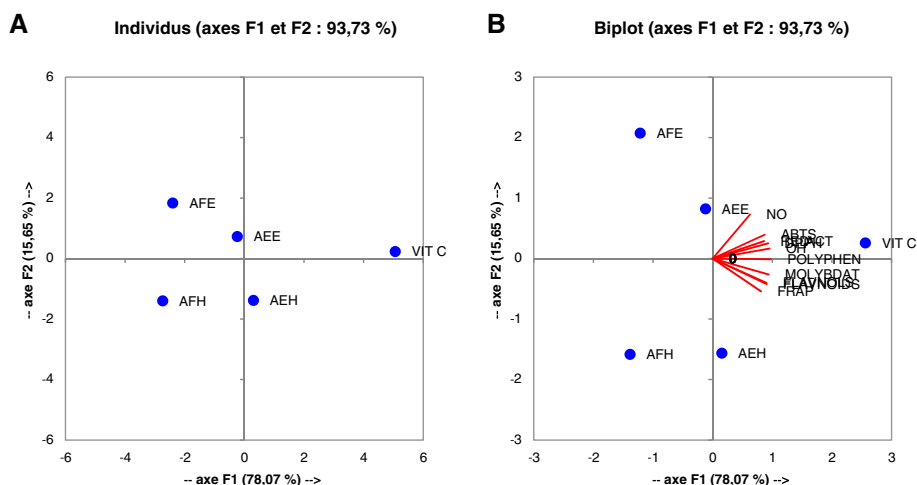 A
Individus (axes F1 et F2 : 93,73 %)
6
4
2
0
-2
-4
-6
-6
-4
-2
0
2
4
6
-- axe F2 (15,65 %) -->
-- axe F1 (78,07 %) -->
AFE
AEE
VIT C
AFH
AEH
B
Biplot (axes F1 et F2 : 93,73 %)
3
2
1
0
-1
-2
-3
-3
-2
-1
0
1
2
3
-- axe F2 (15,65 %) -->
-- axe F1 (78,07 %) -->
AFE
AEE
NO
ABTS
OH
VIT C
0
POLYPHEN
MOLYBDAT
FRAP
AFH
AEH